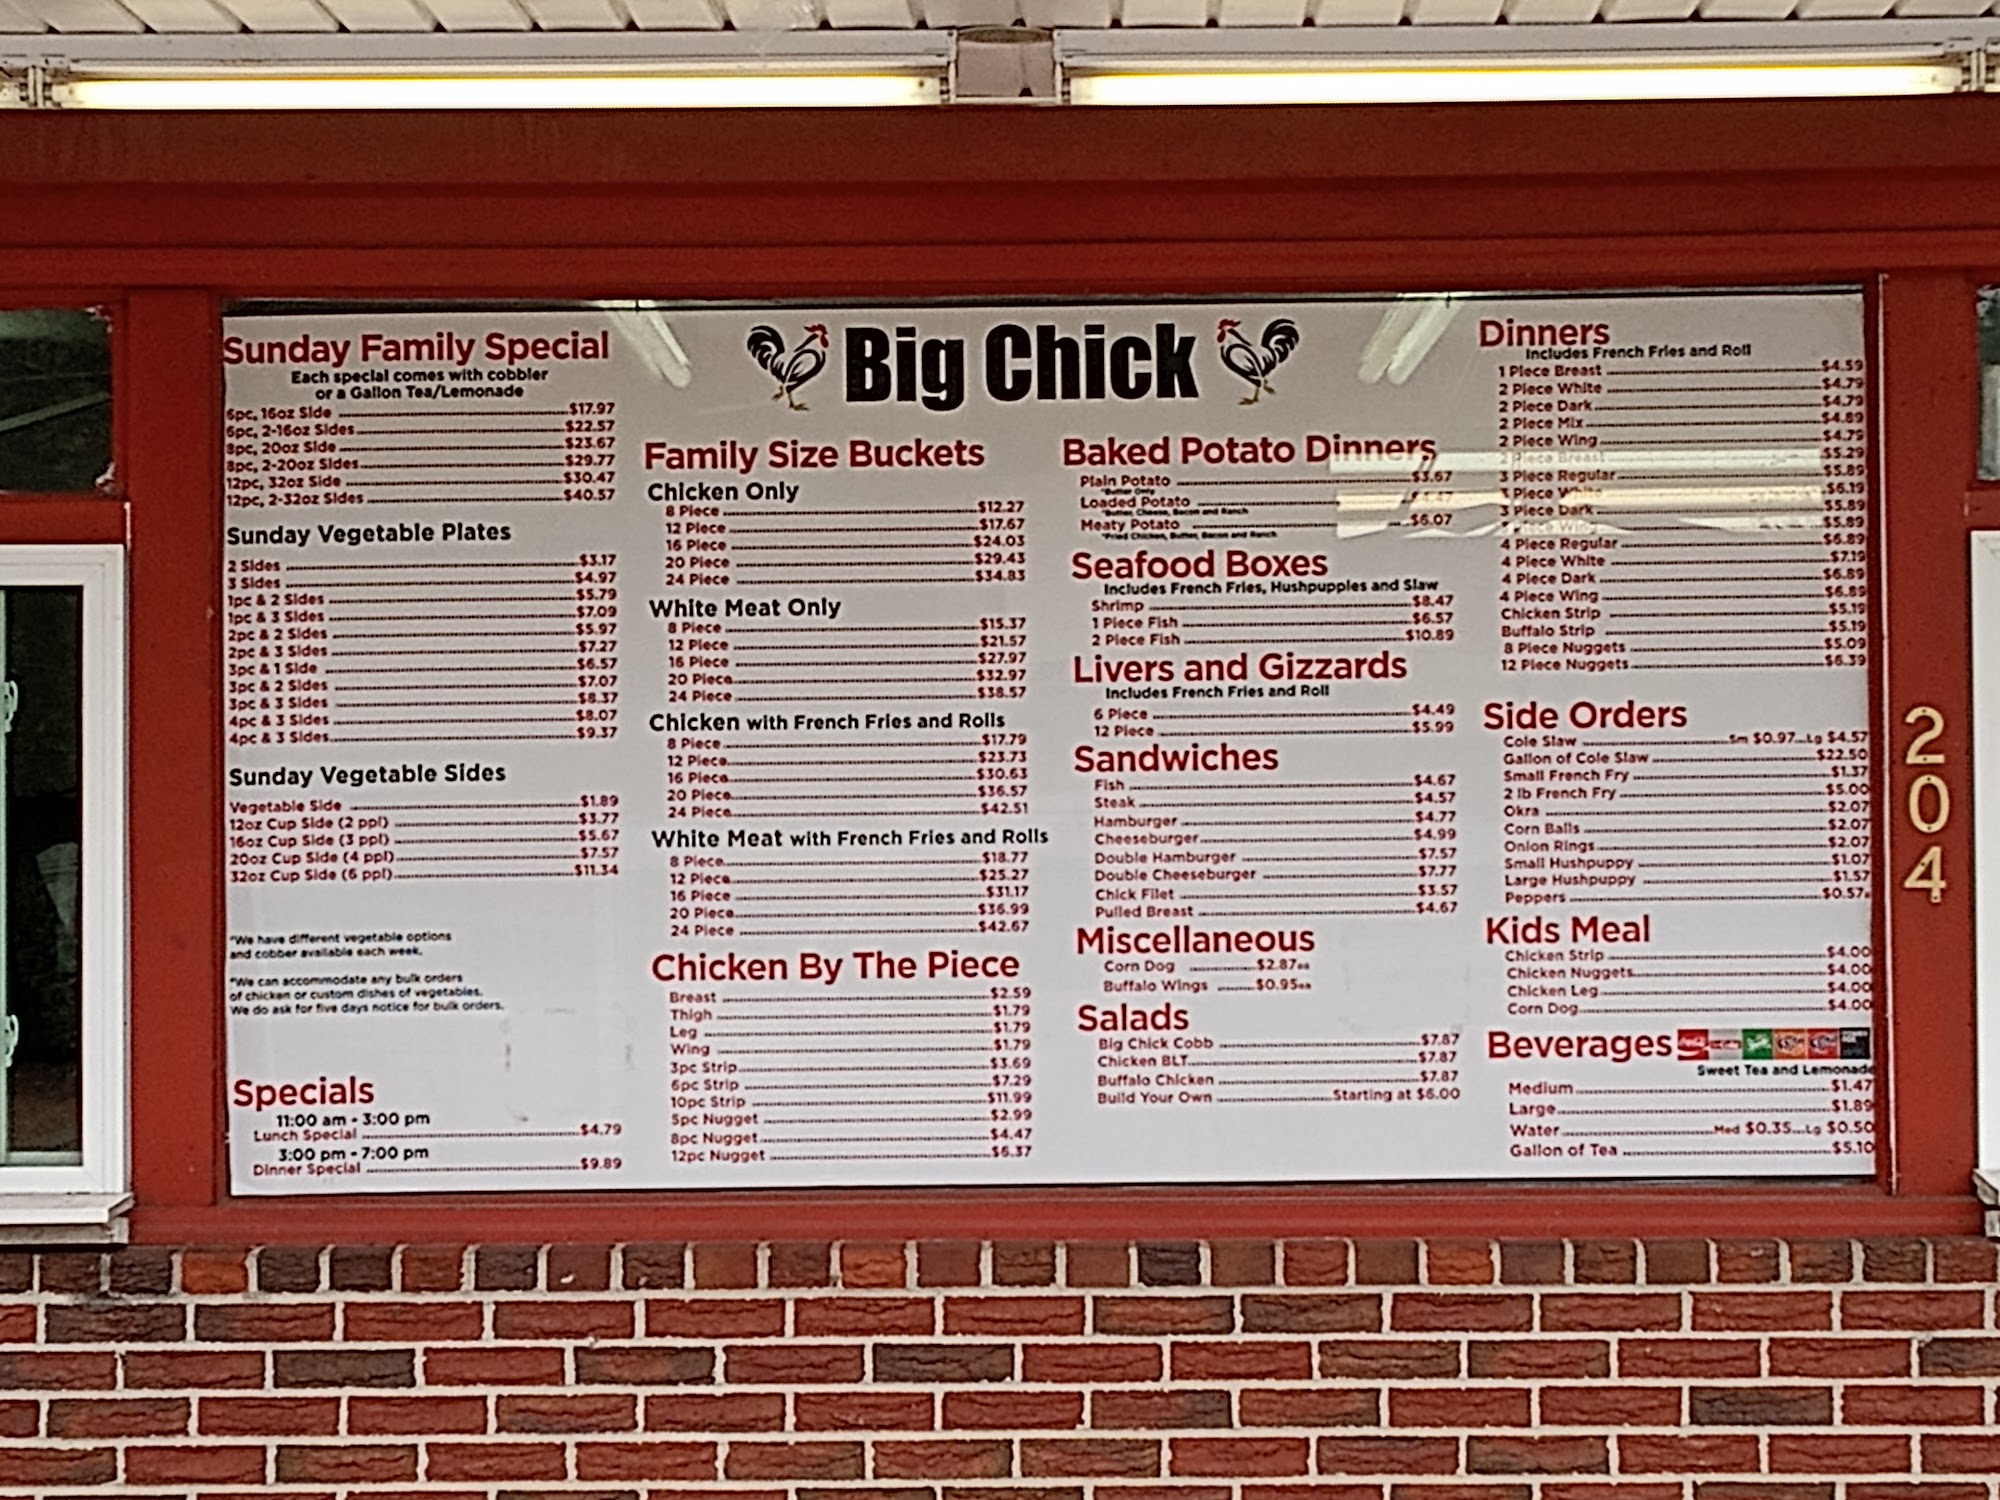 Big Chick
Sunday Family Special
Each special comes with cobbler
or a Gallon Tea/Lemonade
6pc, 16oz Side $17.97
6pc, 2-16oz Sides $22.57
8pc, 20oz Side $23.67
8pc, 2-20oz Sides $29.77
12pc, 32oz Side $30.47
12pc, 2-32oz Sides $40.57
Sunday Vegetable Plates
2 Sides $3.17
3 Sides $4.97
1pc & 2 Sides $5.79
1pc & 3 Sides $7.09
2pc & 2 Sides $5.97
2pc & 3 Sides $7.27
3pc & 1 Side $6.57
3pc & 2 Sides $7.07
3pc & 3 Sides $8.37
4pc & 3 Sides $8.07
4pc & 3 Sides $9.37
Sunday Vegetable Sides
Vegetable Side $1.89
12oz Cup Side (2 ppl) $3.77
16oz Cup Side (3 ppl) $5.67
20oz Cup Side (4 ppl) $7.57
32oz Cup Side (6 ppl) $11.34
*We have different vegetable options
and cobber available each week.
*We can accommodate any bulk orders
of chicken or custom dishes of vegetables.
We do ask for five days notice for bulk orders.
Specials
11:00 am - 3:00 pm
Lunch Special $4.79
3:00 pm - 7:00 pm
Dinner Special $9.89
Family Size Buckets
Chicken Only
8 Piece $12.27
12 Piece $17.67
16 Piece $24.03
20 Piece $29.43
24 Piece $34.83
White Meat Only
8 Piece $15.37
12 Piece $21.57
16 Piece $27.97
20 Piece $32.97
24 Piece $38.57
Chicken with French Fries and Rolls
8 Piece $17.79
12 Piece $23.73
16 Piece $30.63
20 Piece $36.57
24 Piece $42.51
White Meat with French Fries and Rolls
8 Piece $18.77
12 Piece $25.27
16 Piece $31.17
20 Piece $36.99
24 Piece $42.67
Chicken By The Piece
Breast $2.59
Thigh $1.79
Leg $1.79
Wing $1.79
3pc Strip $3.69
6pc Strip $7.29
10pc Strip $11.99
5pc Nugget $2.99
8pc Nugget $4.47
12pc Nugget $6.37
Baked Potato Dinners
Plain Potato $3.67
*Butter Only
Loaded Potato
*Butter, Cheese, Bacon and Ranch
Meaty Potato $6.07
*Fried Chicken, Butter, Bacon and Ranch
Seafood Boxes
Includes French Fries, Hushpupples and Slaw
Shrimp $8.47
1 Piece Fish $6.57
2 Piece Fish $10.89
Livers and Gizzards
Includes French Fries and Roll
6 Piece $4.49
12 Piece $5.99
Sandwiches
Fish $4.67
Steak $4.57
Hamburger $4.77
Cheeseburger $4.99
Double Hamburger $7.57
Double Cheeseburger $7.77
Chick Filet $3.57
Pulled Breast $4.67
Miscellaneous
Corn Dog $2.87ea
Buffalo Wings $0.95ea
Salads
Big Chick Cobb $7.87
Chicken BLT $7.87
Buffalo Chicken $7.87
Build Your Own Starting at $6.00
Dinners
Includes French Fries and Roll
1 Piece Breast $4.59
2 Piece White $4.79
2 Piece Dark $4.79
2 Piece Mix $4.89
2 Piece Wing $4.79
2 Piece Breast $5.29
3 Piece Regular $5.89
3 Piece White $6.19
3 Piece Dark $5.89
3 Piece Wing $5.89
4 Piece Regular $6.89
4 Piece White $7.19
4 Piece Dark $6.89
4 Piece Wing $6.89
Chicken Strip $5.19
Buffalo Strip $5.19
8 Piece Nuggets $5.09
12 Piece Nuggets $6.39
Side Orders
Cole Slaw Sm $0.97...Lg $4.57
Gallon of Cole Slaw $22.50
Small French Fry $1.37
2 lb French Fry $5.00
Okra $2.07
Corn Balls $2.07
Onion Rings $2.07
Small Hushpuppy $1.07
Large Hushpuppy $1.57
Peppers $0.57
Kids Meal
Chicken Strip $4.00
Chicken Nuggets $4.00
Chicken Leg $4.00
Corn Dog $4.00
Beverages
Sweet Tea and Lemonade
Medium $1.47
Large $1.89
Water Med $0.35...Lg $0.50
Gallon of Tea $5.10
204